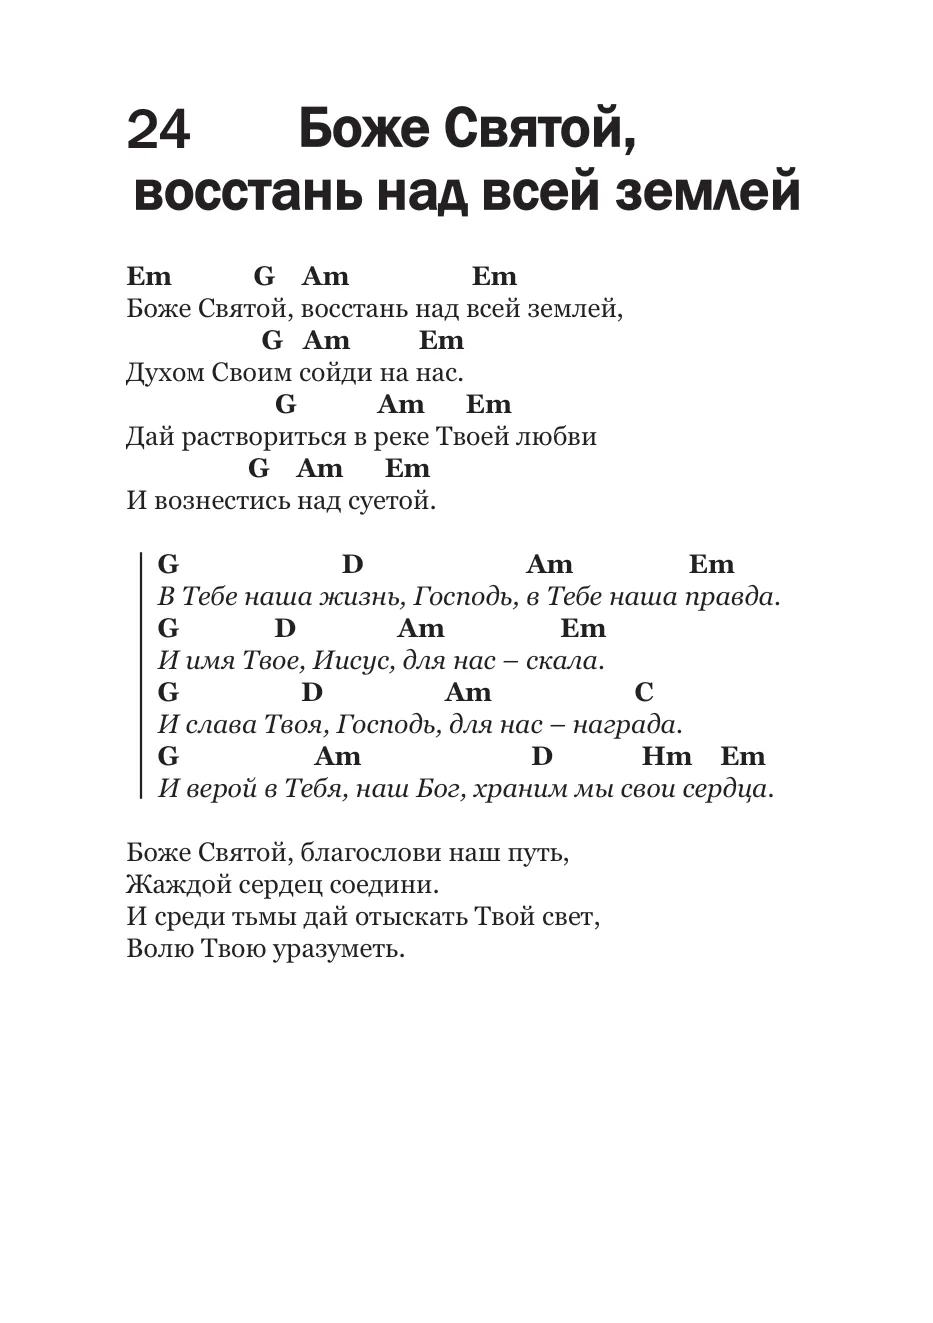 24 Боже Святой,
восстань над всей землей
Em G Am Em
Боже Святой, восстань над всей землей,
G Am Em
Духом Своим сойди на нас.
G Am Em
Дай раствориться в реке Твоей любви
G Am Em
И вознестись над суетой.
G D Am Em
В Тебе наша жизнь, Господь, в Тебе наша правда.
G D Am Em
И имя Твое, Иисус, для нас – скала.
G D Am C
И слава Твоя, Господь, для нас – награда.
G Am D Hm Em
И верой в Тебя, наш Бог, храним мы свои сердца.
Боже Святой, благослови наш путь,
Жаждой сердец соедини.
И среди тьмы дай отыскать Твой свет,
Волю Твою уразуметь.